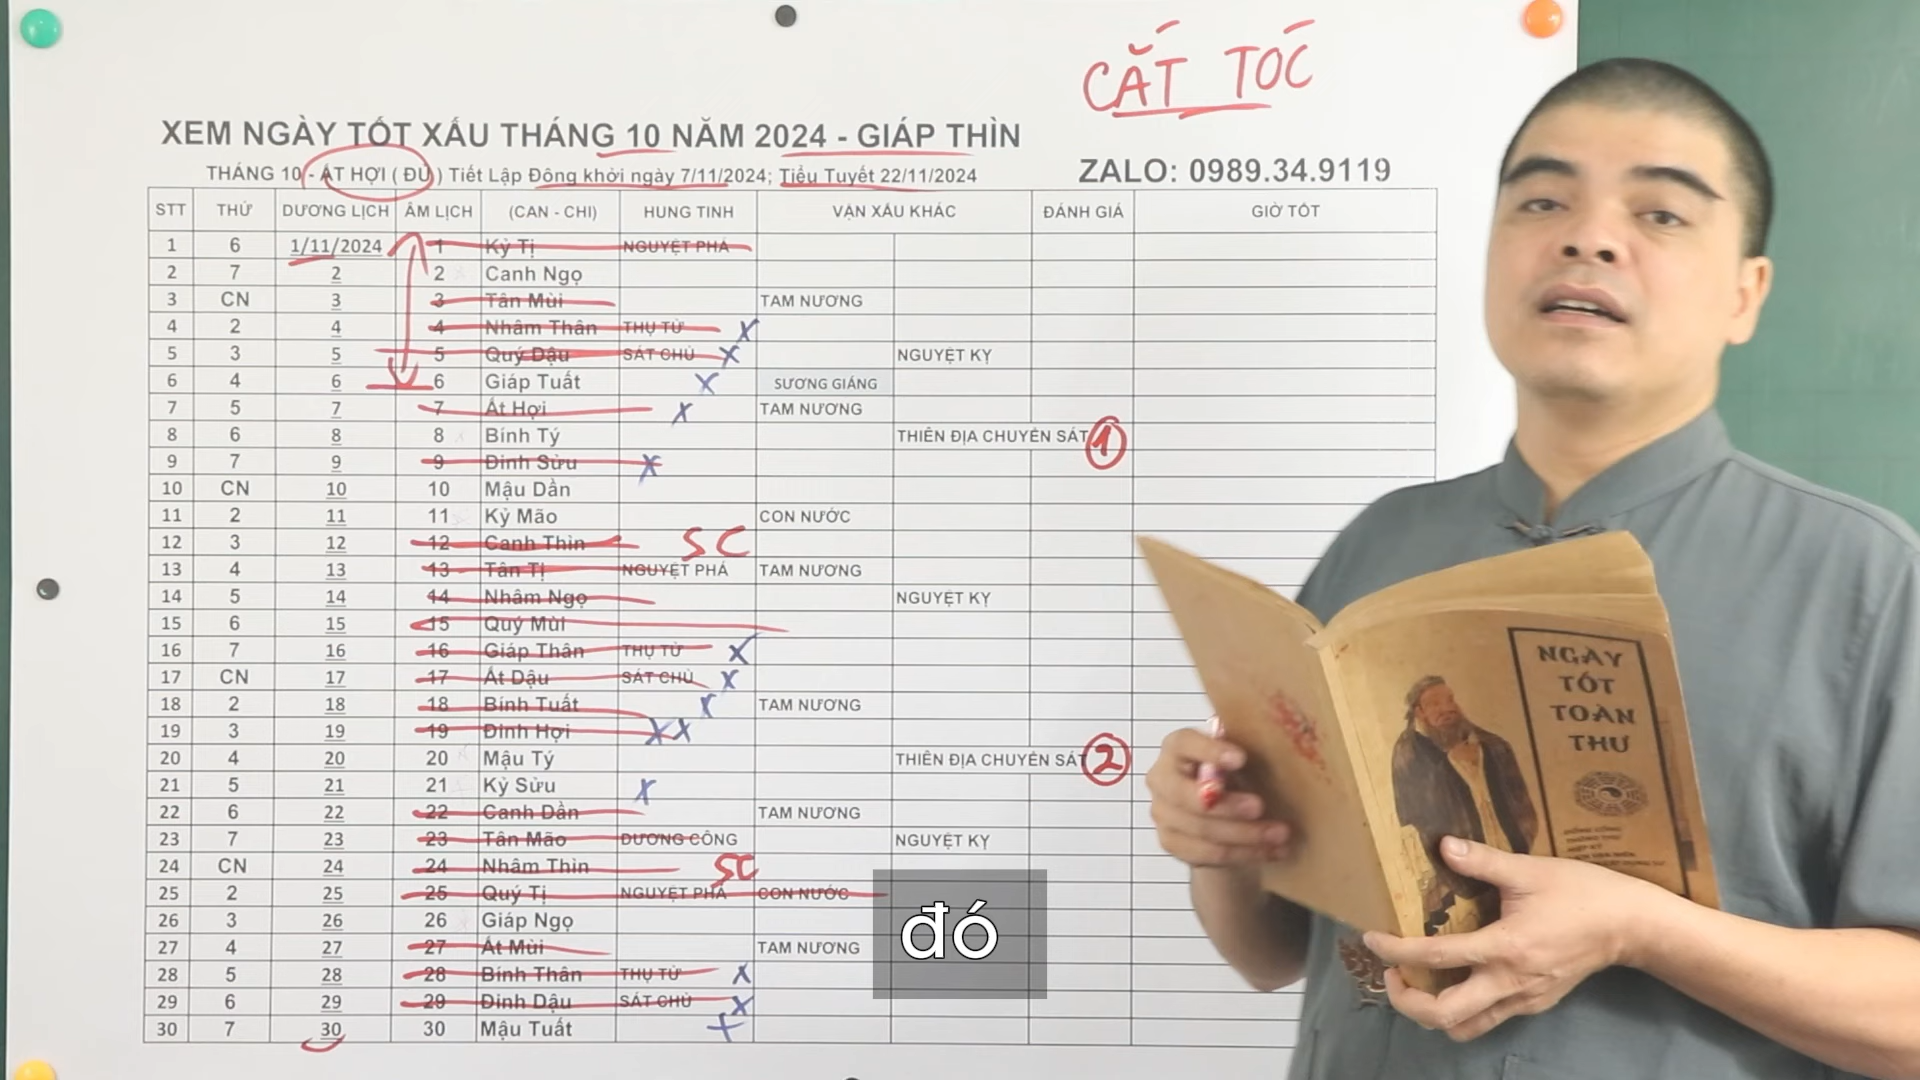 CẮT TÓC
XEM NGÀY TỐT XẤU THÁNG 10 NĂM 2024 - GIÁP THÌN
THÁNG 10 - ẤT HỢI ( ĐỦ ) Tiết Lập Đông khởi ngày 7/11/2024; Tiểu Tuyết 22/11/2024
ZALO: 0989.34.9119
STT THỨ DƯƠNG LỊCH ÂM LỊCH (CAN - CHI) HUNG TINH VẬN XẤU KHÁC ĐÁNH GIÁ GIỜ TỐT
1 6 1/11/2024 1 Kỷ Tị NGUYỆT PHÁ
2 7 2 2 Canh Ngọ
3 CN 3 3 Tân Mùi TAM NƯƠNG
4 2 4 4 Nhâm Thân THỤ TỬ X
5 3 5 5 Quý Dậu SÁT CHỦ X NGUYỆT KỴ
6 4 6 6 Giáp Tuất X SƯƠNG GIÁNG
7 5 7 7 Ất Hợi X TAM NƯƠNG
8 6 8 8 Bính Tý THIÊN ĐỊA CHUYÊN SÁT 1
9 7 9 9 Đinh Sửu X
10 CN 10 10 Mậu Dần
11 2 11 11 Kỷ Mão CON NƯỚC
12 3 12 12 Canh Thìn SC
13 4 13 13 Tân Tị NGUYỆT PHÁ TAM NƯƠNG
14 5 14 14 Nhâm Ngọ NGUYỆT KỴ
15 6 15 15 Quý Mùi
16 7 16 16 Giáp Thân THỤ TỬ X
17 CN 17 17 Ất Dậu SÁT CHỦ X
18 2 18 18 Bính Tuất X TAM NƯƠNG
19 3 19 19 Đinh Hợi XX
20 4 20 20 Mậu Tý THIÊN ĐỊA CHUYÊN SÁT 2
21 5 21 21 Kỷ Sửu X
22 6 22 22 Canh Dần TAM NƯƠNG
23 7 23 23 Tân Mão DƯƠNG CÔNG NGUYỆT KỴ
24 CN 24 24 Nhâm Thìn SC
25 2 25 25 Quý Tị NGUYỆT PHÁ CON NƯỚC
26 3 26 26 Giáp Ngọ
27 4 27 27 Ất Mùi TAM NƯƠNG
28 5 28 28 Bính Thân THỤ TỬ X
29 6 29 29 Đinh Dậu SÁT CHỦ X
30 7 30 30 Mậu Tuất X
đó
NGÀY
TỐT
TOÀN
THƯ